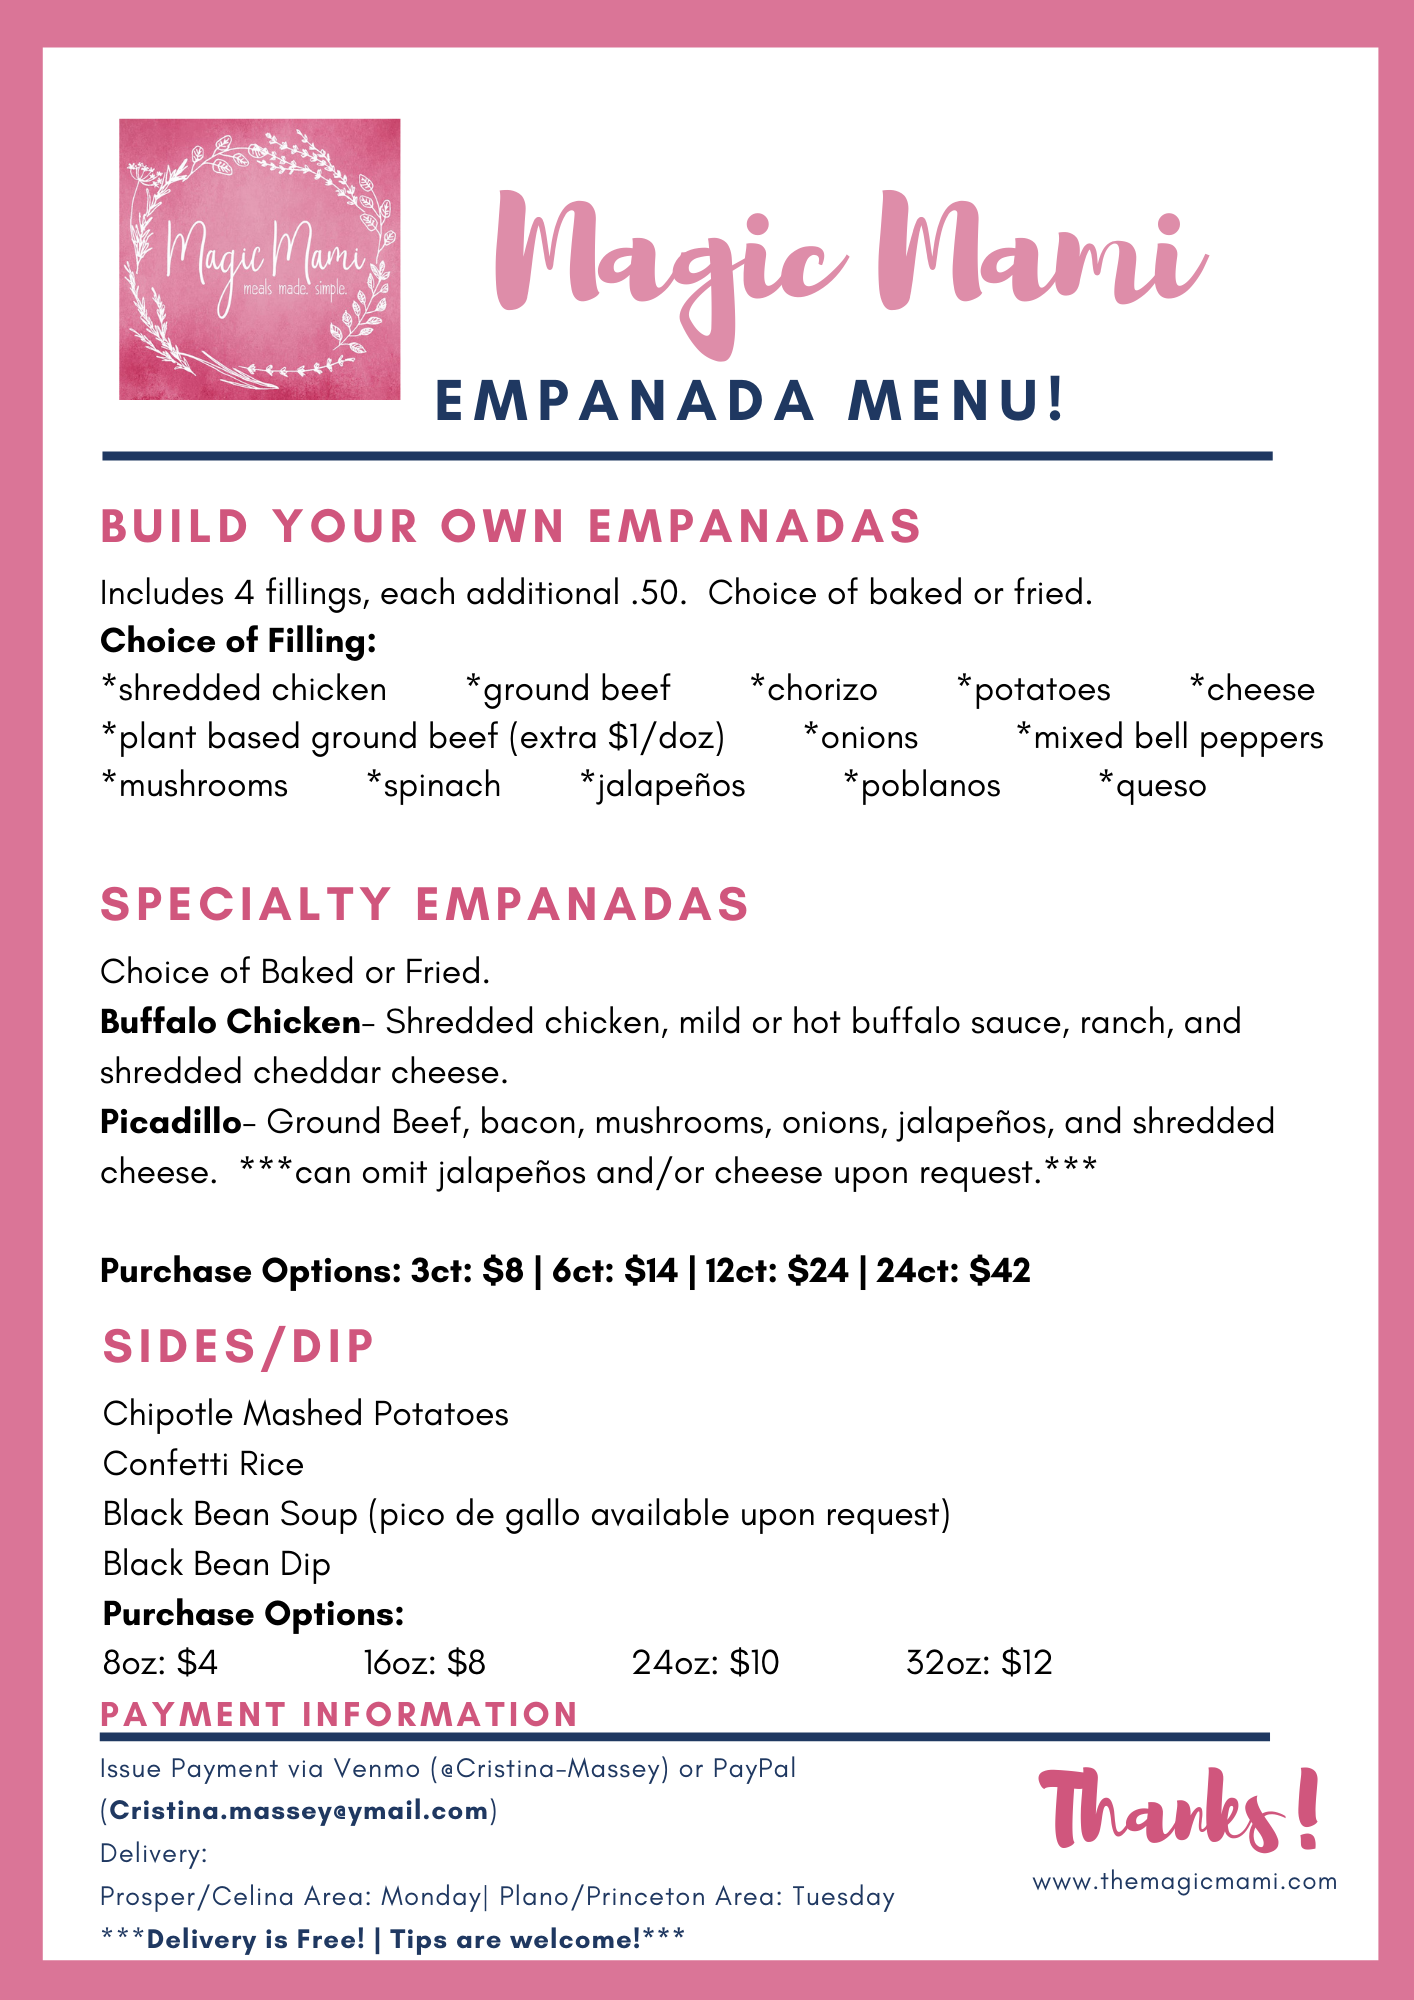 Magic Mami
meals made. simple.
Magic Mami
EMPANADA MENU!
BUILD YOUR OWN EMPANADAS
Includes 4 fillings, each additional .50.  Choice of baked or fried.
Choice of Filling:
*shredded chicken *ground beef *chorizo *potatoes *cheese
*plant based ground beef (extra $1/doz) *onions *mixed bell peppers
*mushrooms *spinach *jalapeños *poblanos *queso
SPECIALTY EMPANADAS
Choice of Baked or Fried.
Buffalo Chicken- Shredded chicken, mild or hot buffalo sauce, ranch, and
shredded cheddar cheese.
Picadillo- Ground Beef, bacon, mushrooms, onions, jalapeños, and shredded
cheese.  ***can omit jalapeños and/or cheese upon request.***
Purchase Options: 3ct: $8 | 6ct: $14 | 12ct: $24 | 24ct: $42
SIDES/DIP
Chipotle Mashed Potatoes
Confetti Rice
Black Bean Soup (pico de gallo available upon request)
Black Bean Dip
Purchase Options:
8oz: $4 16oz: $8 24oz: $10 32oz: $12
PAYMENT INFORMATION
Issue Payment via Venmo (@Cristina-Massey) or PayPal
(Cristina.massey@ymail.com)
Delivery:
Prosper/Celina Area: Monday| Plano/Princeton Area: Tuesday
***Delivery is Free! | Tips are welcome!***
Thanks!
www.themagicmami.com